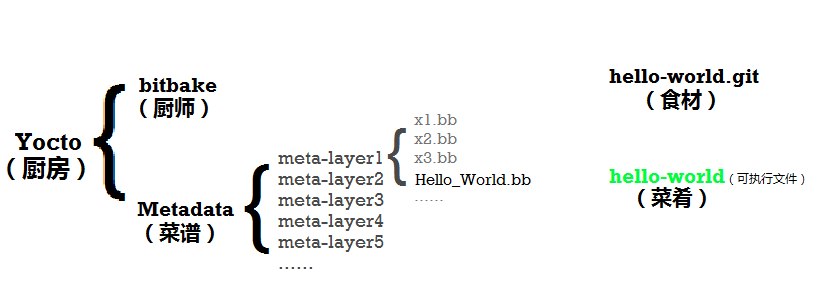 Yocto
（厨房）
bitbake
（厨师）
Metadata
（菜谱）
meta-layer1
meta-layer2
meta-layer3
meta-layer4
meta-layer5
......
x1.bb
x2.bb
x3.bb
Hello_World.bb
......
hello-world.git
（食材）
hello-world（可执行文件）
（菜肴）